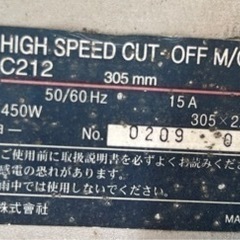 HIGH SPEED CUT-OFF M/
C212
305 mm
50/60 Hz 15 A
450W 305×2
No. 0209 0
ご使用前に取扱説明書を必ずよくお読みくださ
感電の恐れがあります。
雨中では使用しないでください。
株式会社 MA